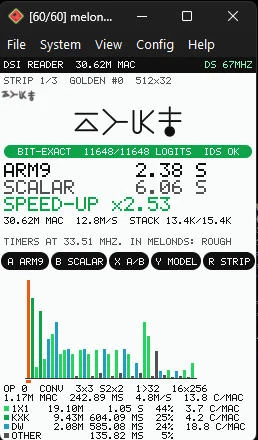 [60/60] melon...
File System View Config Help
DSI READER 30.62M MAC DS 67MHZ
STRIP 1/3 GOLDEN #0 512x32
BIT-EXACT 11648/11648 LOGITS IDS OK
ARM9 2.38 S
SCALAR 6.06 S
SPEED-UP x2.53
30.62M MAC 12.8M/S STACK 13.4K/15.4K
TIMERS AT 33.51 MHZ. IN MELONDS: ROUGH
A ARM9 B SCALAR X A/B Y MODEL R STRIP
OP 0 CONV 3x3 S2x2 1>32 16x256
1.17M MAC 242.89 MS 4.8M/S 13.8 C/MAC
1X1 19.10M 1.05 S 44% 3.7 C/MAC
KXK 9.43M 604.09 MS 25% 4.2 C/MAC
DW 2.08M 585.08 MS 24% 18.8 C/MAC
OTHER 135.82 MS 5%